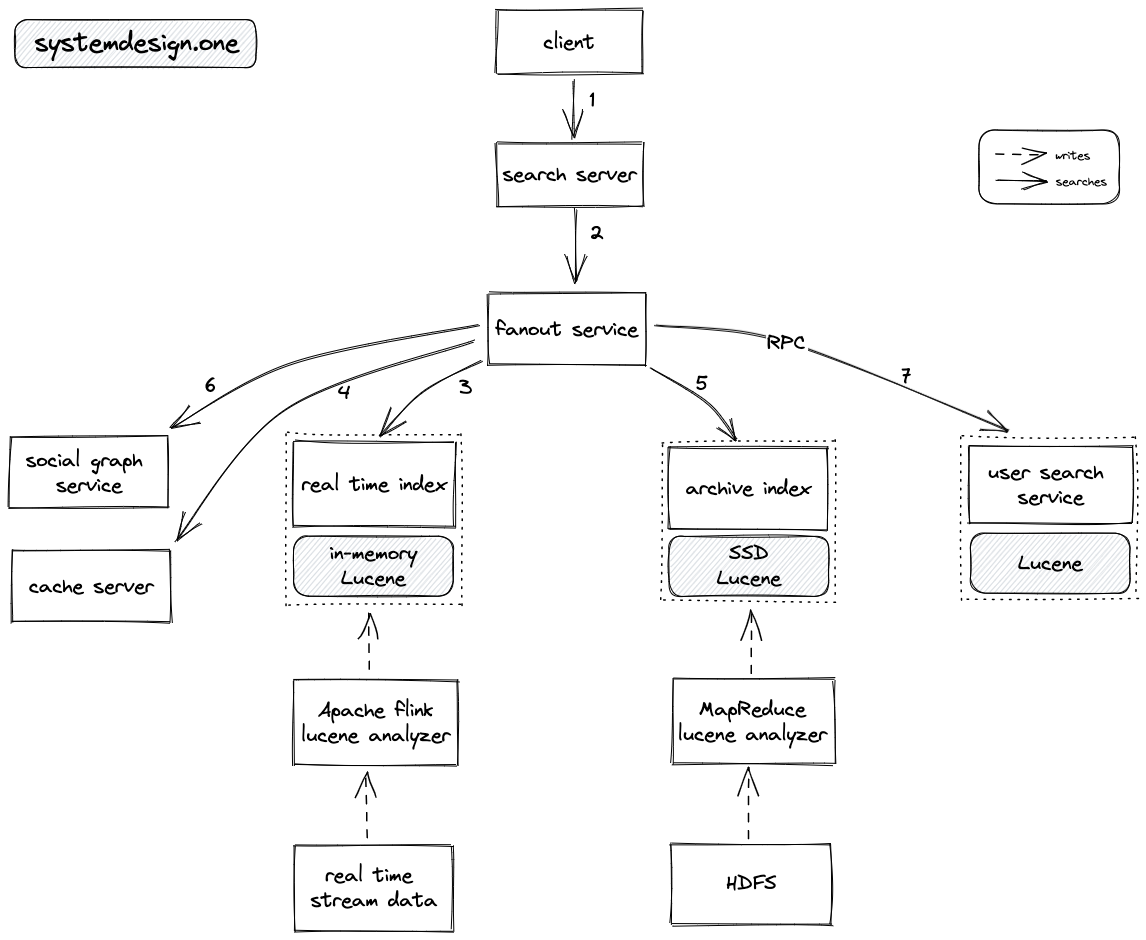 systemdesign.one
client
1
search server
writes
searches
2
fanout service
RPC
6
4
3
5
7
social graph
service
real time index
archive index
user search
service
cache server
in-memory
Lucene
SSD
Lucene
Lucene
Apache flink
lucene analyzer
MapReduce
lucene analyzer
real time
stream data
HDFS